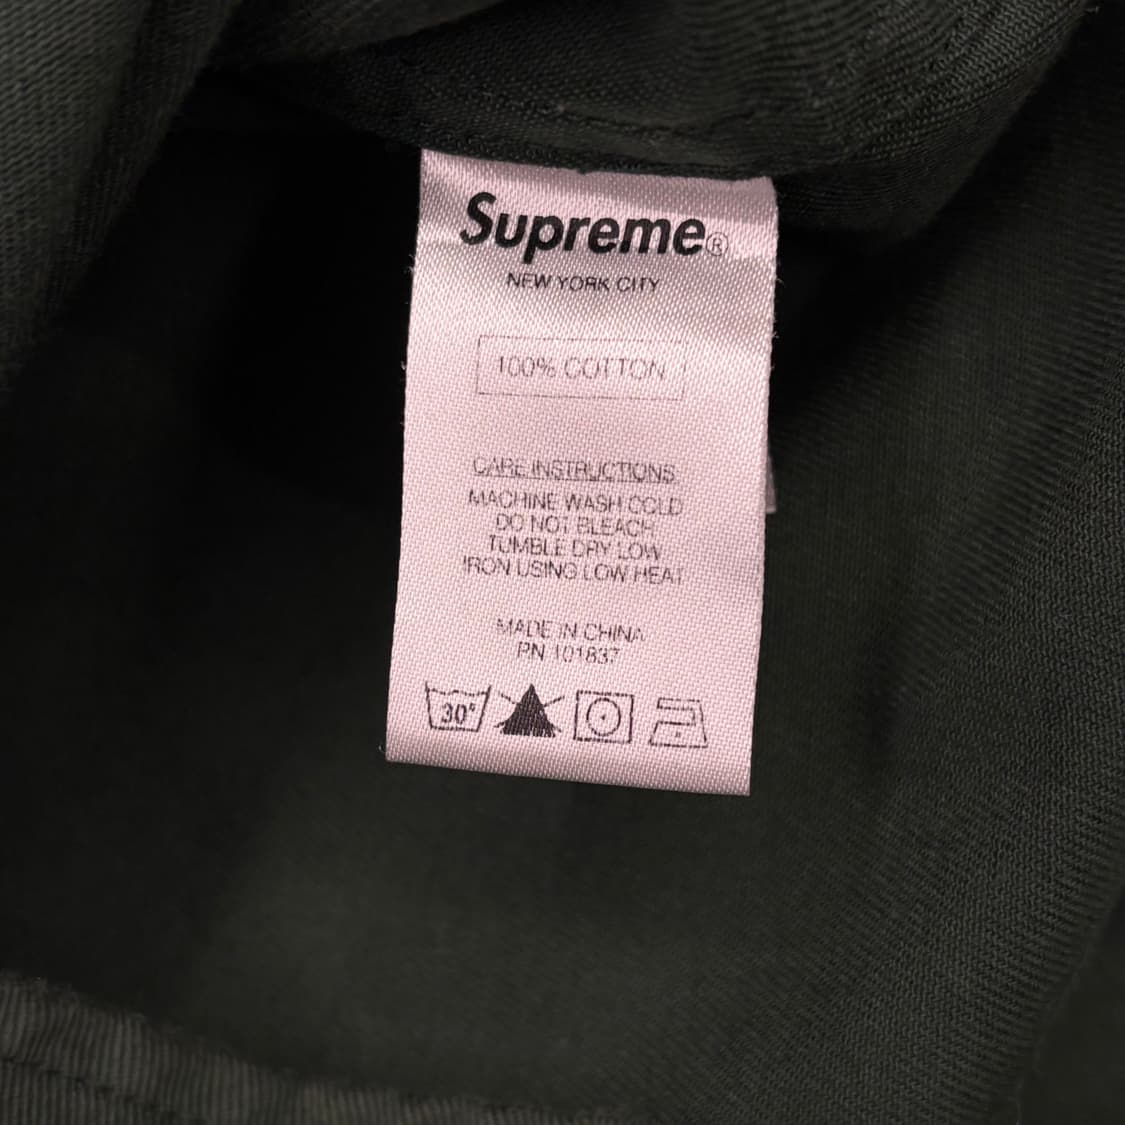 Supreme®
NEW YORK CITY
100% COTTON
CARE INSTRUCTIONS
MACHINE WASH COLD
DO NOT BLEACH
TUMBLE DRY LOW
IRON USING LOW HEAT
MADE IN CHINA
PN 101837
30°